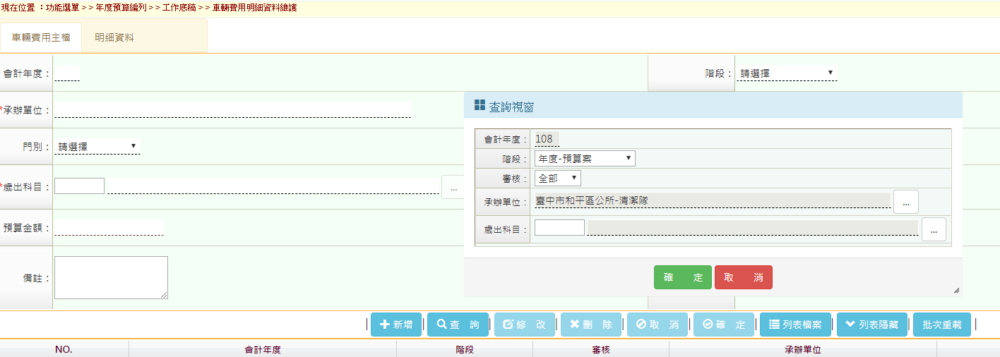 現在位置 ：功能選單 > > 年度預算編列 > > 工作底稿 > > 車輛費用明細資料維護
車輛費用主檔 明細資料
會計年度： 階段： 請選擇
*承辦單位：
門別： 請選擇
*歲出科目： ...
預算金額：
備註：
查詢視窗
會計年度： 108
階段： 年度-預算案
審核： 全部
承辦單位： 臺中市和平區公所-清潔隊 ...
歲出科目： ...
確 定 取 消
| 新增 | 查 詢 | 修 改 | 刪 除 | 取 消 | 確 定 | 列表檔案 | 列表隱藏 | 批次重載 |
NO. 會計年度 階段 審核 承辦單位